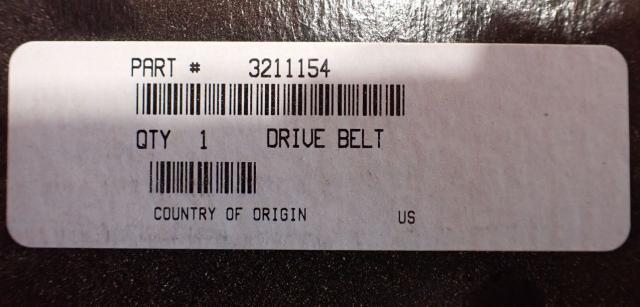 PART # 3211154
QTY 1 DRIVE BELT
COUNTRY OF ORIGIN US